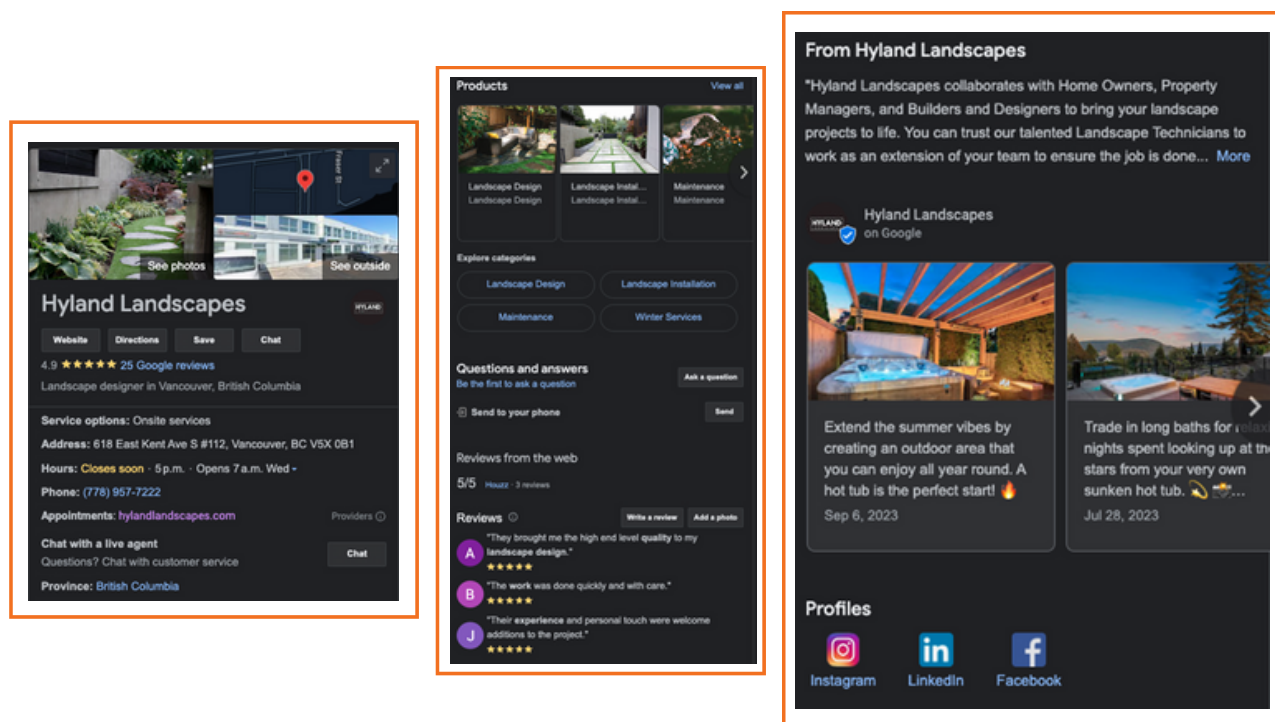 Fraser St
See photos
See outside
Hyland Landscapes
HYLAND
Website Directions Save Chat
4.9 ★★★★★ 25 Google reviews
Landscape designer in Vancouver, British Columbia
Service options: Onsite services
Address: 618 East Kent Ave S #112, Vancouver, BC V5X 0B1
Hours: Closes soon · 5 p.m. · Opens 7 a.m. Wed
Phone: (778) 957-7222
Appointments: hylandlandscapes.com Providers
Chat with a live agent
Questions? Chat with customer service
Chat
Province: British Columbia
Products View all
Landscape Design Landscape Instal... Maintenance
Landscape Design Landscape Instal... Maintenance
Explore categories
Landscape Design Landscape Installation
Maintenance Winter Services
Questions and answers
Be the first to ask a question
Ask a question
Send to your phone Send
Reviews from the web
5/5 Houzz · 3 reviews
Reviews Write a review Add a photo
A
"They brought me the high end level quality to my
landscape design."
★★★★★
B
"The work was done quickly and with care."
★★★★★
J
"Their experience and personal touch were welcome
additions to the project."
★★★★★
From Hyland Landscapes
"Hyland Landscapes collaborates with Home Owners, Property
Managers, and Builders and Designers to bring your landscape
projects to life. You can trust our talented Landscape Technicians to
work as an extension of your team to ensure the job is done... More
HYLAND
Hyland Landscapes
on Google
Extend the summer vibes by
creating an outdoor area that
you can enjoy all year round. A
hot tub is the perfect start! 🔥
Sep 6, 2023
Trade in long baths for
nights spent looking up at
stars from your very own
sunken hot tub. 💫 📸...
Jul 28, 2023
Profiles
Instagram LinkedIn Facebook